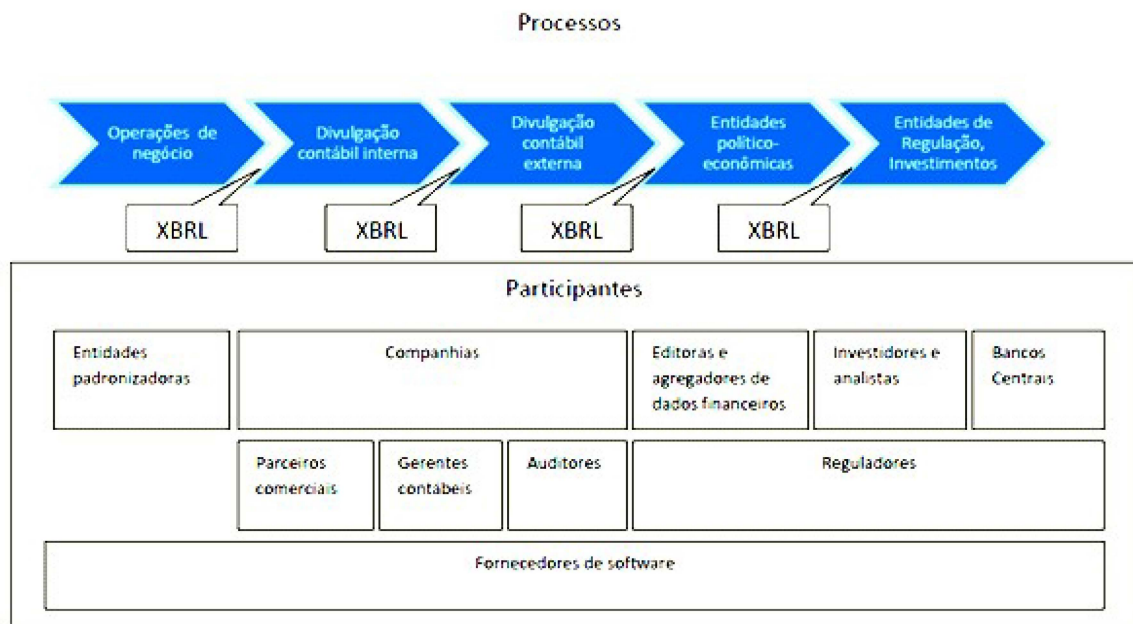 Processos
Operações de
negócio
Divulgação
contábil interna
Divulgação
contábil
externa
Entidades
político-
econômicas
Entidades de
Regulação,
Investimentos
XBRL
XBRL
XBRL
XBRL
Participantes
Entidades
padronizadoras
Companhias
Editoras e
agregadores de
dados financeiros
Investidores e
analistas
Bancos
Centrais
Parceiros
comerciais
Gerentes
contábeis
Auditores
Reguladores
Fornecedores de software